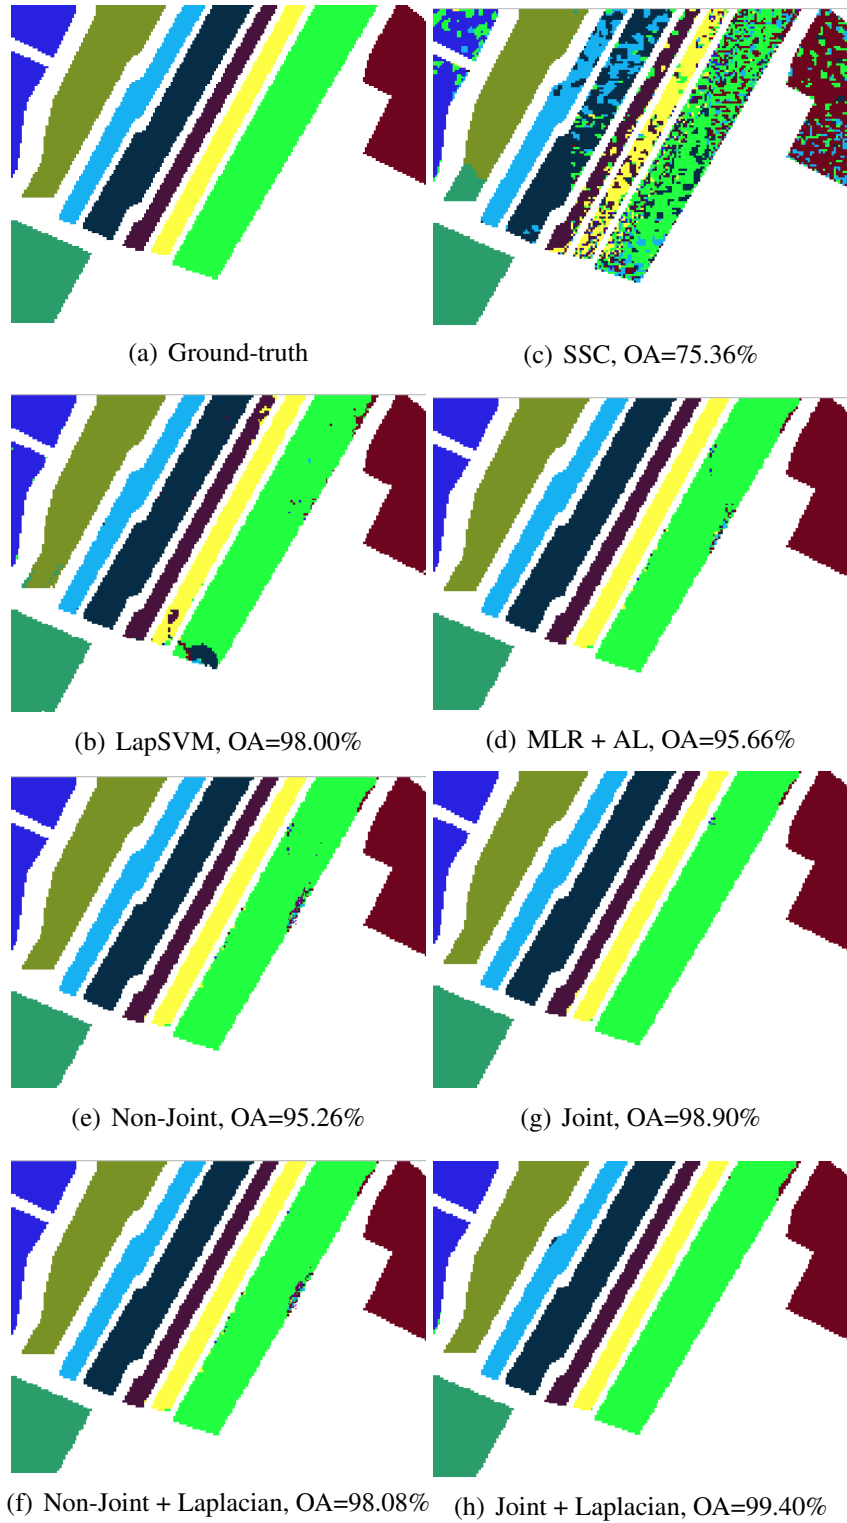 (a) Ground-truth
(c) SSC, OA=75.36%
(b) LapSVM, OA=98.00%
(d) MLR + AL, OA=95.66%
(e) Non-Joint, OA=95.26%
(g) Joint, OA=98.90%
(f) Non-Joint + Laplacian, OA=98.08%
(h) Joint + Laplacian, OA=99.40%